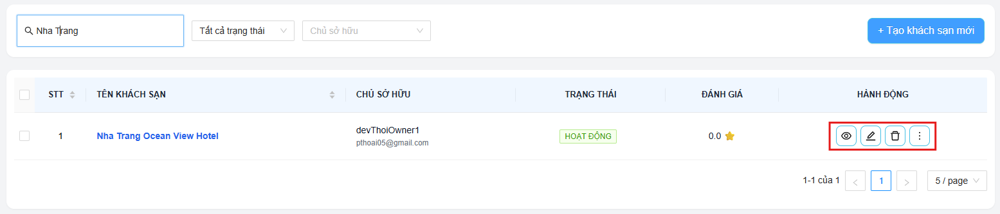 Nha Trang
Tất cả trạng thái
Chủ sở hữu
+ Tạo khách sạn mới
STT
TÊN KHÁCH SẠN
CHỦ SỞ HỮU
TRẠNG THÁI
ĐÁNH GIÁ
HÀNH ĐỘNG
1
Nha Trang Ocean View Hotel
devThoiOwner1
pthoai05@gmail.com
HOẠT ĐỘNG
0.0
1-1 của 1
1
5 / page